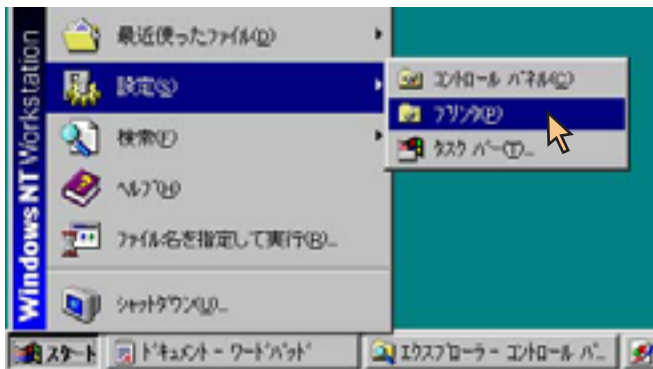 Windows NT Workstation
最近使ったファイル(D)
設定(S)
検索(F)
ヘルプ(H)
ファイル名を指定して実行(R)...
シャットダウン(U)...
コントロール パネル(C)
プリンタ(P)
タスク バー(T)...
スタート
ドキュメント - ワードパッド
エクスプローラ - コントロール パ...